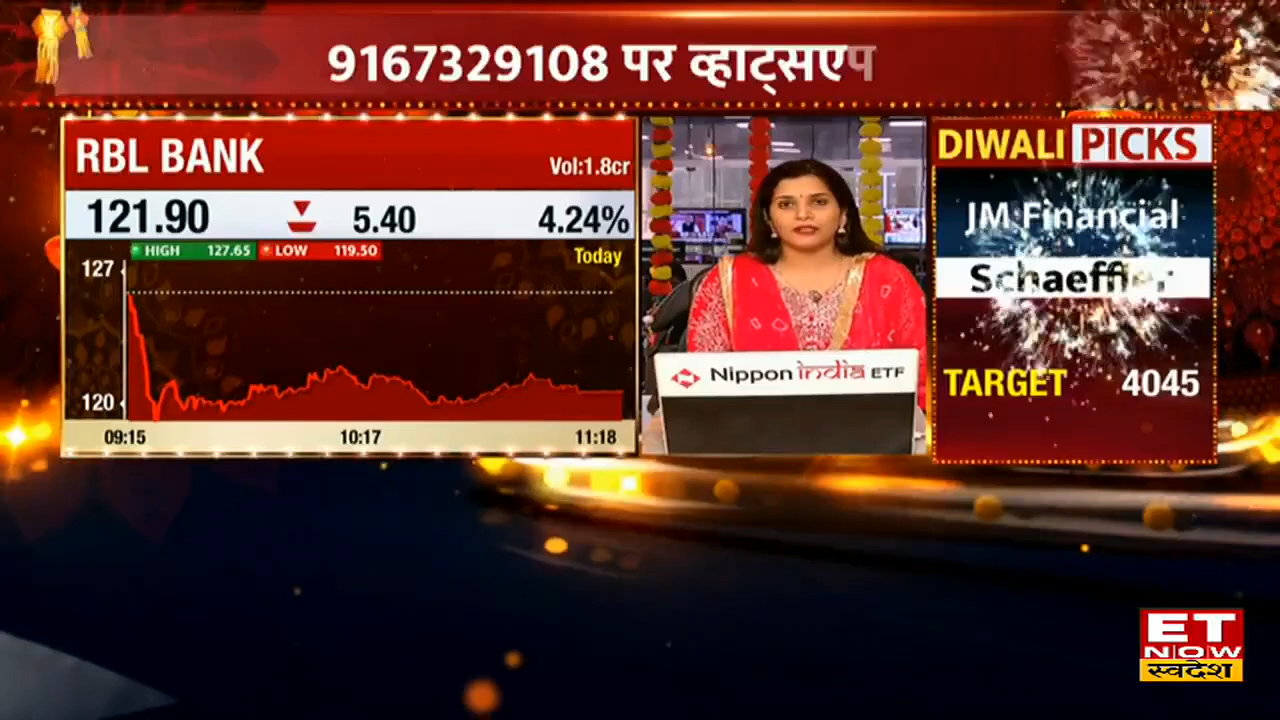 9167329108 पर व्हाट्सएप
RBL BANK
Vol:1.8cr
121.90 5.40 4.24%
HIGH 127.65 LOW 119.50
Today
127
120
09:15 10:17 11:18
Nippon india ETF
DIWALI PICKS
JM Financial
Schaeffler
TARGET 4045
ET
NOW
स्वदेश